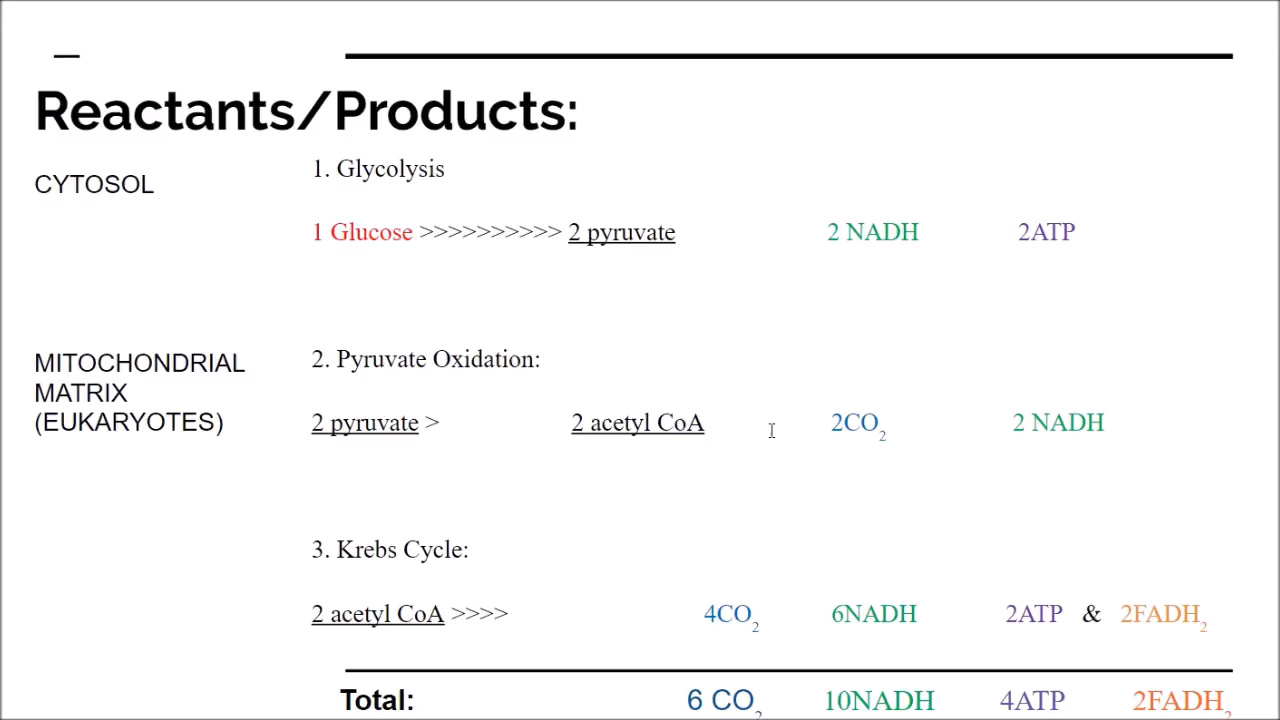 Reactants/Products:
CYTOSOL
1. Glycolysis
1 Glucose >>>>>>>>>> 2 pyruvate 2 NADH 2ATP
MITOCHONDRIAL
MATRIX
(EUKARYOTES)
2. Pyruvate Oxidation:
2 pyruvate > 2 acetyl CoA 2CO2 2 NADH
3. Krebs Cycle:
2 acetyl CoA >>>> 4CO2 6NADH 2ATP & 2FADH2
Total: 6 CO2 10NADH 4ATP 2FADH2